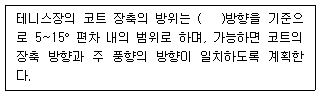 테니스장의 코트 장축의 방위는 (   )방향을 기준으
로 5~15° 편차 내의 범위로 하며, 가능하면 코트의
장축 방향과 주 풍향의 방향이 일치하도록 계획한
다.